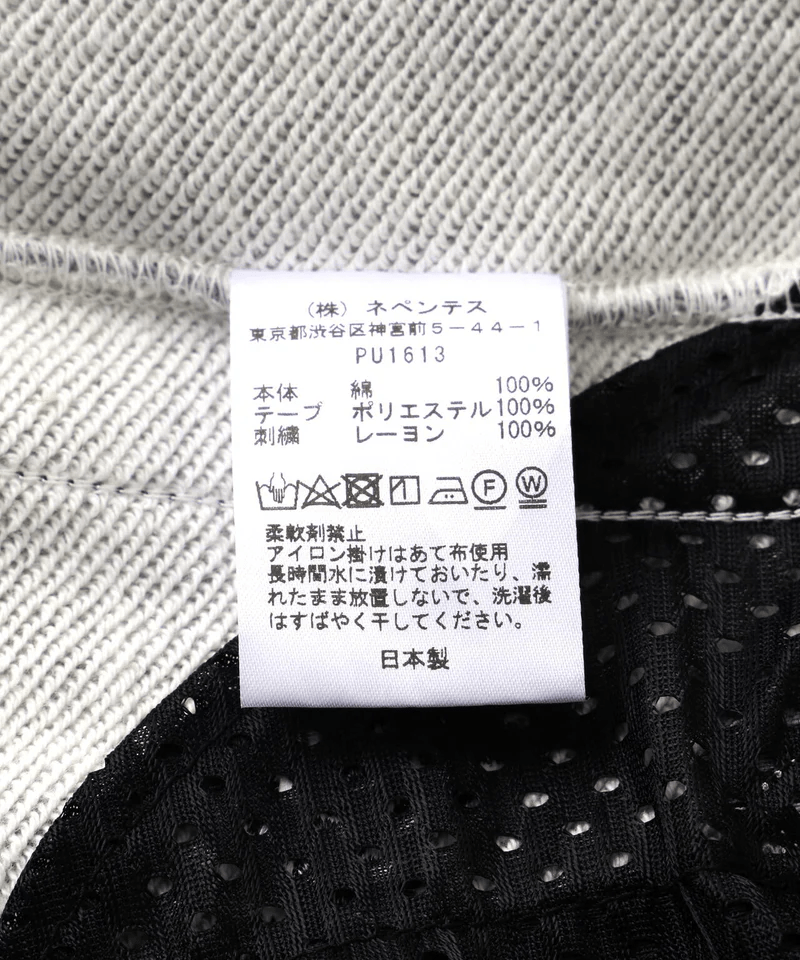 （株） ネペンテス
東京都渋谷区神宮前５－４４－１
PU1613
本体 綿 100%
テープ ポリエステル 100%
刺繍 レーヨン 100%
F W
柔軟剤禁止
アイロン掛けはあて布使用
長時間水に漬けておいたり、濡
れたまま放置しないで、洗濯後
はすばやく干してください。
日本製